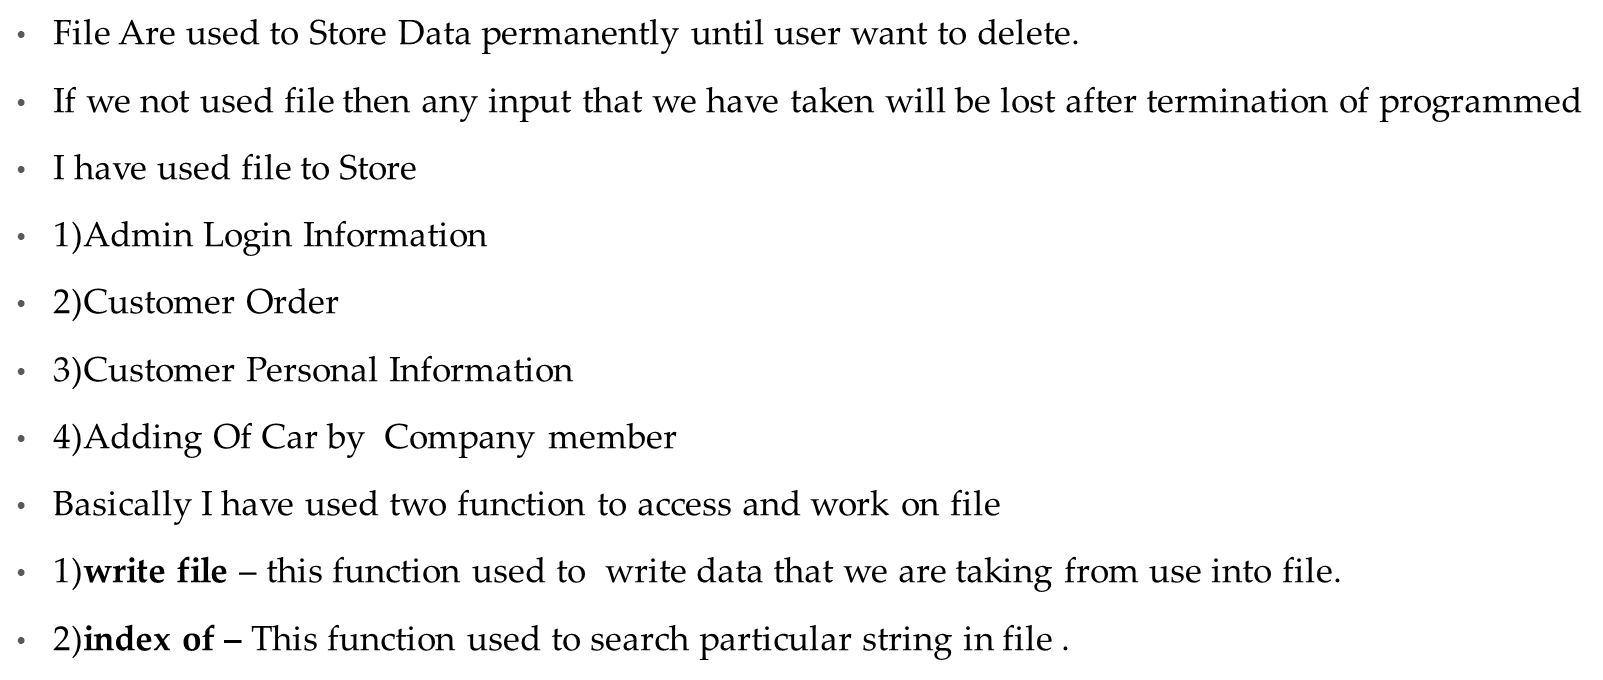 • File Are used to Store Data permanently until user want to delete.
• If we not used file then any input that we have taken will be lost after termination of programmed
• I have used file to Store
• 1)Admin Login Information
• 2)Customer Order
• 3)Customer Personal Information
• 4)Adding Of Car by  Company member
• Basically I have used two function to access and work on file
• 1)write file – this function used to  write data that we are taking from use into file.
• 2)index of – This function used to search particular string in file .